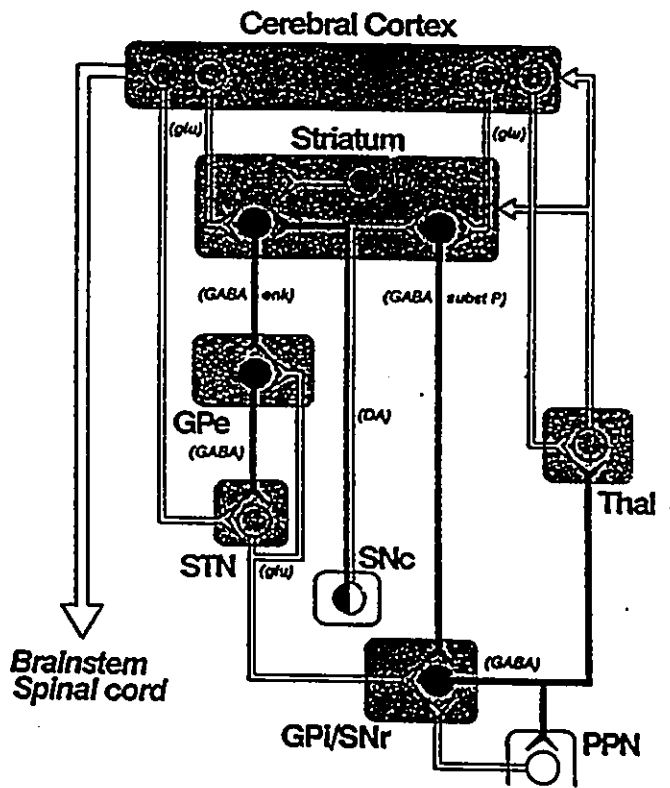 Cerebral Cortex
(glu)
(glu)
Striatum
(GABA enk)
(GABA subst P)
GPe
(DA)
(GABA)
Thal
STN
(glu)
SNc
Brainstem
Spinal cord
(GABA)
GPi/SNr
PPN